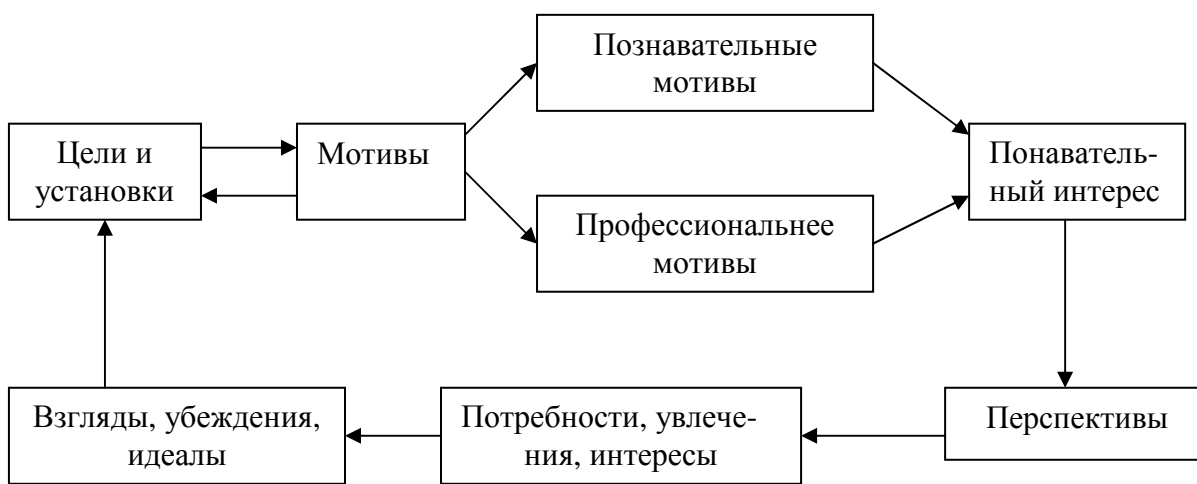 Познавательные
мотивы
Цели и
установки
Мотивы
Понаватель-
ный интерес
Профессиональнее
мотивы
Взгляды, убеждения,
идеалы
Потребности, увлече-
ния, интересы
Перспективы